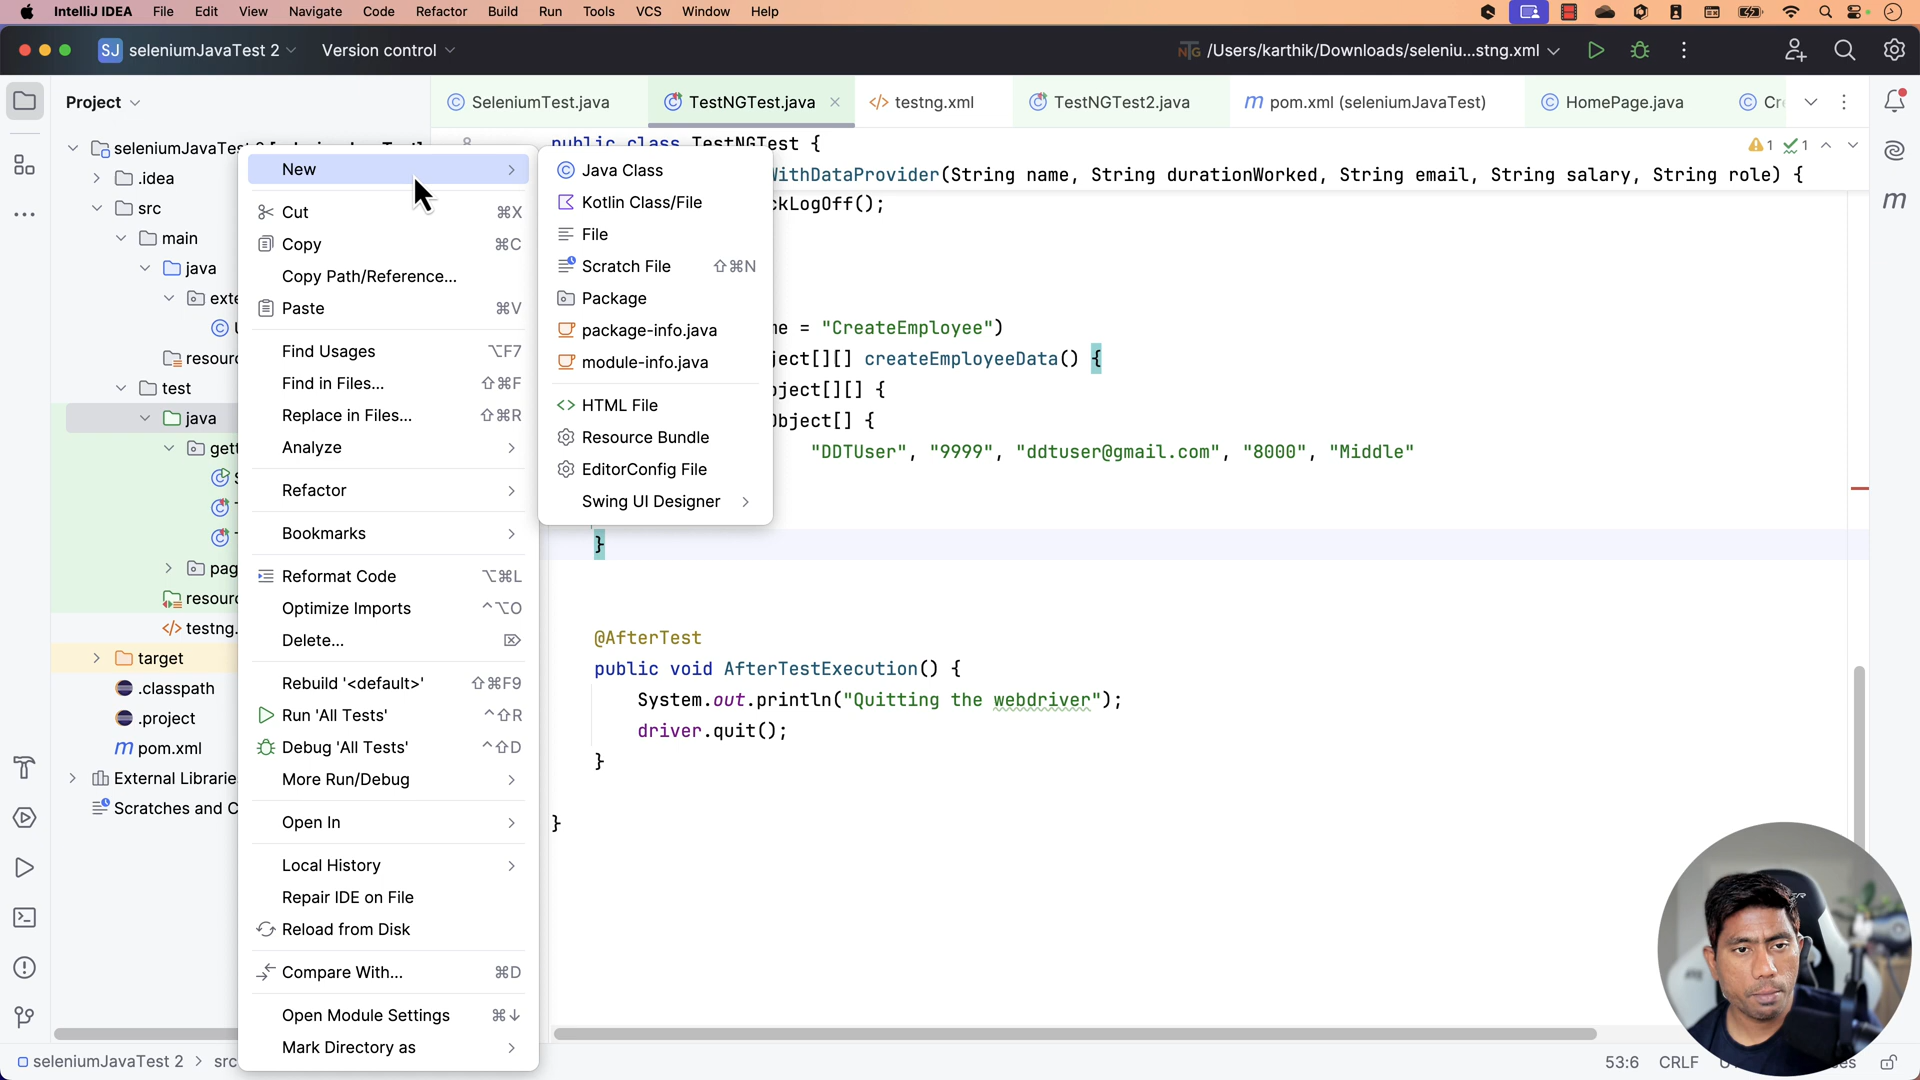 IntelliJ IDEA File Edit View Navigate Code Refactor Build Run Tools VCS Window Help
SJ seleniumJavaTest 2 Version control /Users/karthik/Downloads/seleniu...stng.xml
Project SeleniumTest.java TestNGTest.java testng.xml TestNGTest2.java pom.xml (seleniumJavaTest) HomePage.java
seleniumJavaTes
.idea
src
main
java
exte
resourc
test
java
gett
pag
resourc
testng.
target
.classpath
.project
pom.xml
External Librarie
Scratches and C
New
Cut ⌘X
Copy ⌘C
Copy Path/Reference...
Paste ⌘V
Find Usages ⌥F7
Find in Files... ⇧⌘F
Replace in Files... ⇧⌘R
Analyze
Refactor
Bookmarks
Reformat Code ⌥⌘L
Optimize Imports ^⌥O
Delete... ⌦
Rebuild '<default>' ⇧⌘F9
Run 'All Tests' ^⇧R
Debug 'All Tests' ^⇧D
More Run/Debug
Open In
Local History
Repair IDE on File
Reload from Disk
Compare With... ⌘D
Open Module Settings ⌘↓
Mark Directory as
Java Class
Kotlin Class/File
File
Scratch File ⇧⌘N
Package
package-info.java
module-info.java
HTML File
Resource Bundle
EditorConfig File
Swing UI Designer
public class TestNGTest {
WithDataProvider(String name, String durationWorked, String email, String salary, String role) {
ckLogOff();
me = "CreateEmployee")
ject[][] createEmployeeData() {
bject[][] {
Object[] {
"DDTUser", "9999", "ddtuser@gmail.com", "8000", "Middle"
}
@AfterTest
public void AfterTestExecution() {
System.out.println("Quitting the webdriver");
driver.quit();
}
}
1 1
seleniumJavaTest 2 > src
53:6 CRLF